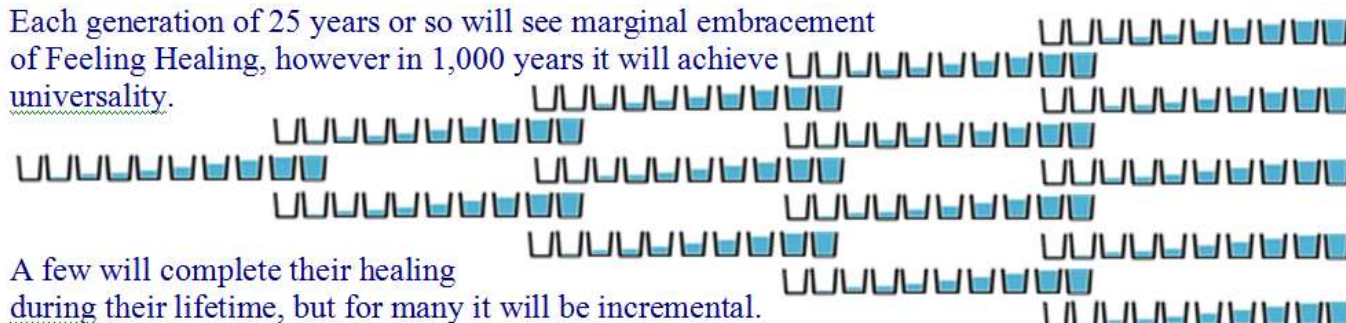 Each generation of 25 years or so will see marginal embracement
of Feeling Healing, however in 1,000 years it will achieve
universality.
A few will complete their healing
during their lifetime, but for many it will be incremental.